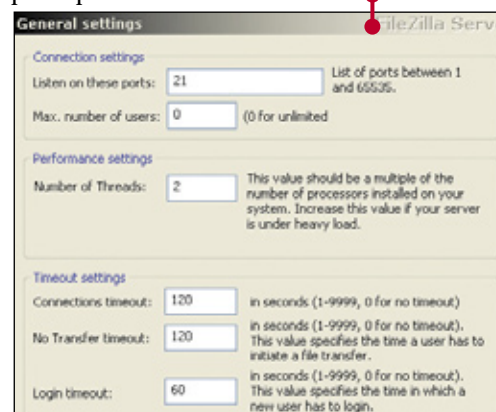 General settings
FileZilla Serv
Connection settings
Listen on these ports: 21 List of ports between 1
and 65535.
Max. number of users: 0 (0 for unlimited
Performance settings
Number of Threads: 2 This value should be a multiple of the
number of processors installed on your
system. Increase this value if your server
is under heavy load.
Timeout settings
Connections timeout: 120 in seconds (1-9999, 0 for no timeout)
No Transfer timeout: 120 in seconds (1-9999, 0 for no timeout).
This value specifies the time a user has to
initiate a file transfer.
Login timeout: 60 in seconds (1-9999, 0 for no timeout).
This value specifies the time in which a
new user has to login.